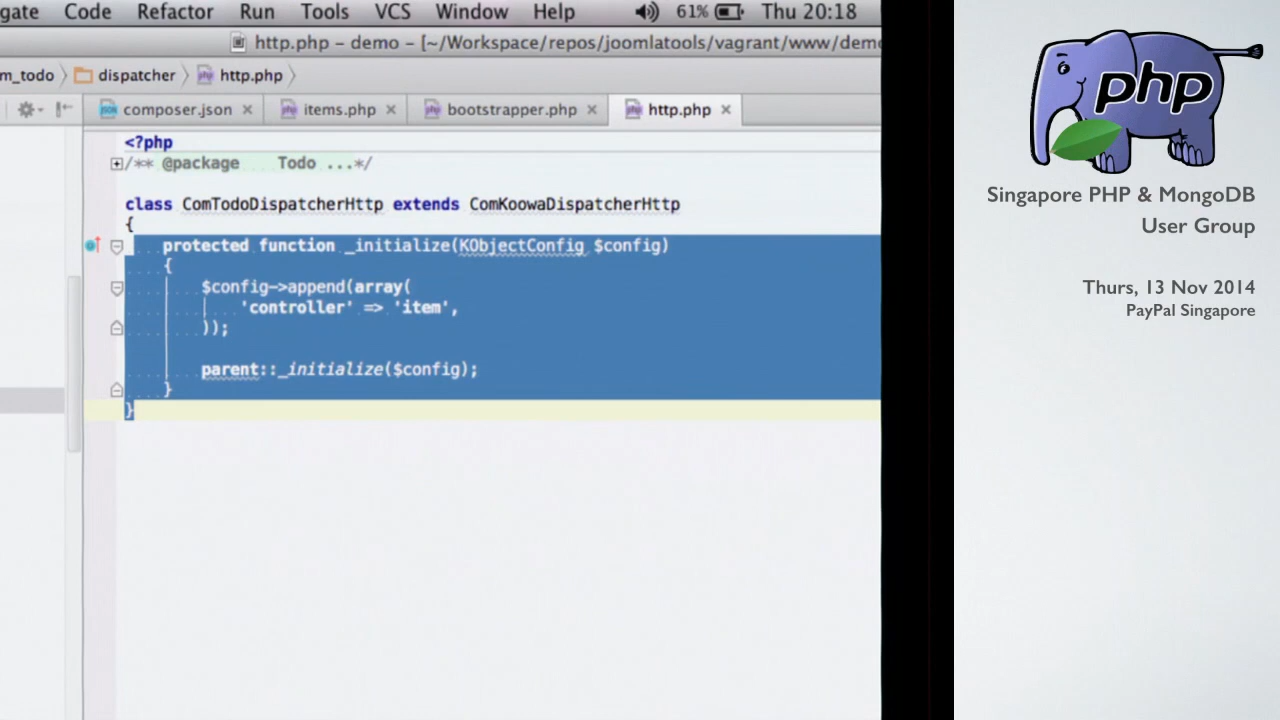 gate Code Refactor Run Tools VCS Window Help 61% Thu 20:18
http.php – demo – [~/Workspace/repos/joomlatools/vagrant/www/demo
m_todo dispatcher http.php
composer.json items.php bootstrapper.php http.php
<?php
/** @package Todo ...*/
class ComTodoDispatcherHttp extends ComKoowaDispatcherHttp
{
protected function _initialize(KObjectConfig $config)
{
$config->append(array(
'controller' => 'item',
));
parent::_initialize($config);
}
}
php
Singapore PHP & MongoDB
User Group
Thurs, 13 Nov 2014
PayPal Singapore